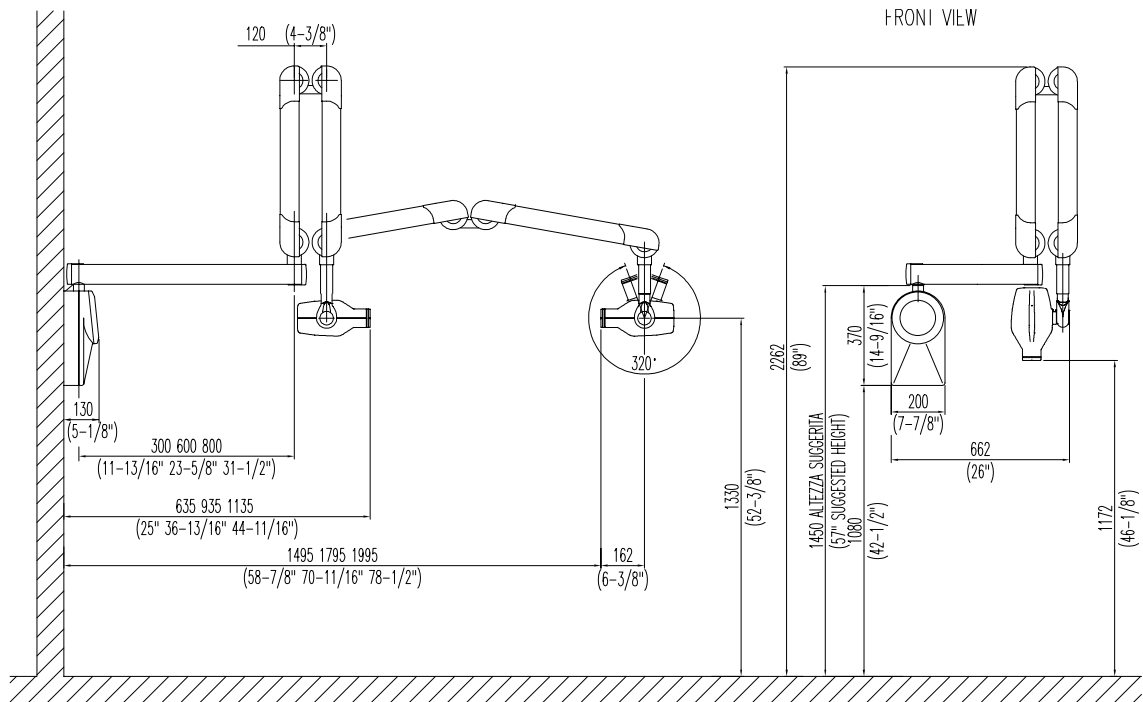 FRONT VIEW
120 (4-3/8")
320°
130
(5-1/8")
300 600 800
(11-13/16" 23-5/8" 31-1/2")
635 935 1135
(25" 36-13/16" 44-11/16")
1495 1795 1995
(58-7/8" 70-11/16" 78-1/2")
162
(6-3/8")
1330
(52-3/8")
2262
(89")
1450 ALTEZZA SUGGERITA
(57" SUGGESTED HEIGHT)
370
(14-9/16")
1080
(42-1/2")
200
(7-7/8")
662
(26")
1172
(46-1/8")